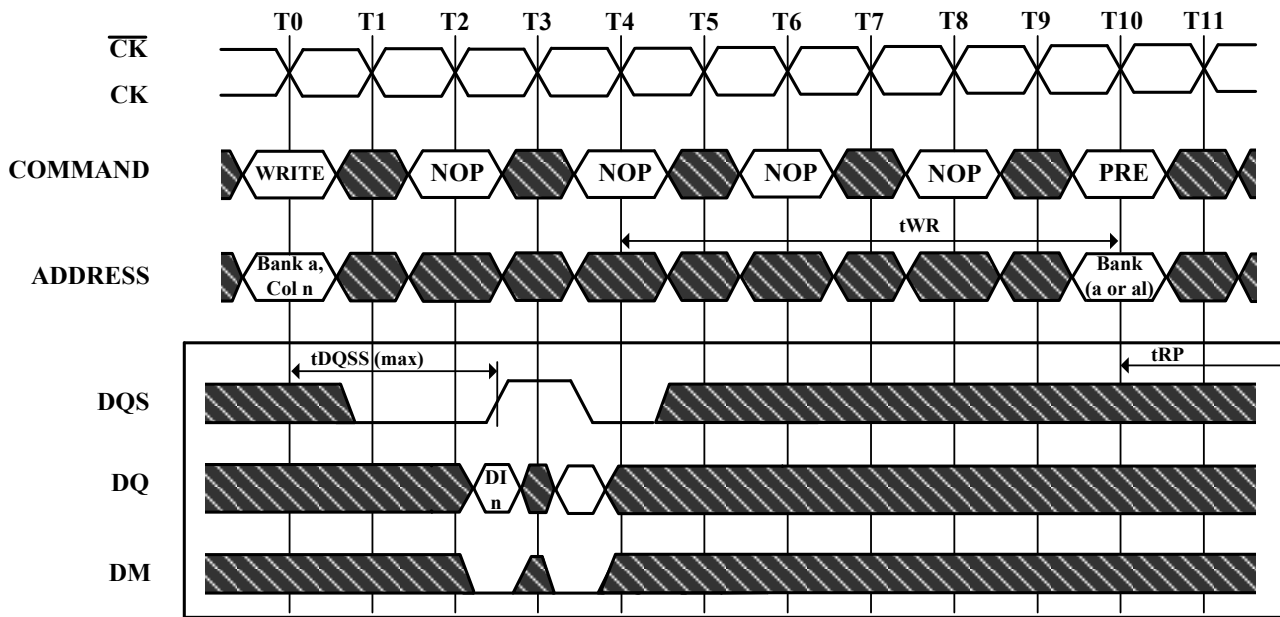 T0 T1 T2 T3 T4 T5 T6 T7 T8 T9 T10 T11
CK
CK
COMMAND WRITE NOP NOP NOP NOP PRE
tWR
ADDRESS Bank a, Col n Bank (a or al)
tDQSS (max) tRP
DQS
DQ DI n
DM